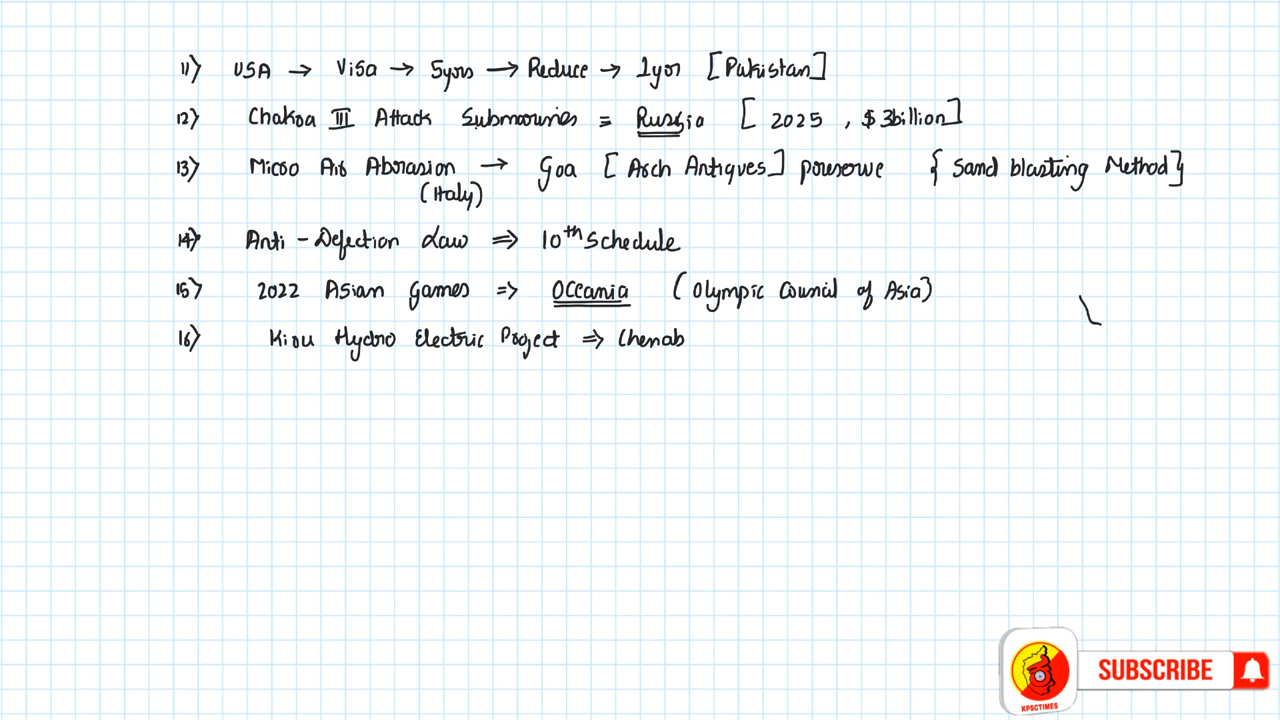 11) USA → Visa → 5yrs → Reduce → 1yr [Pakistan]
12) Chakra III Attack Submarines = Russia [2025, $3billion]
13) Micro Air Abrasion → Goa [Arch Antiques] preserve {Sand blasting Method}
(Italy)
14) Anti-Defection Law ⇒ 10th Schedule
15) 2022 Asian Games => Oceania (Olympic Council of Asia)
16) Kiru Hydro Electric Project ⇒ Chenab
SUBSCRIBE
KPSCTIMES